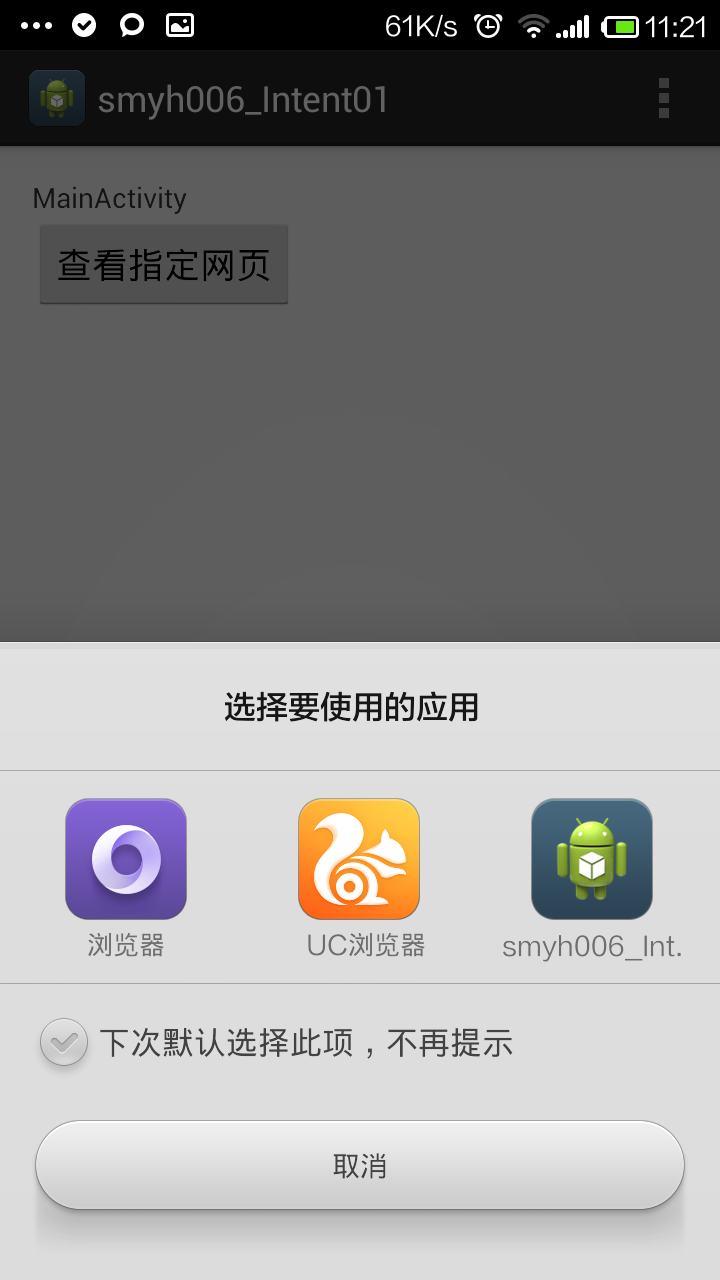 61K/s 11:21
smyh006_Intent01
MainActivity
查看指定网页
选择要使用的应用
浏览器 UC浏览器 smyh006_Int.
下次默认选择此项，不再提示
取消